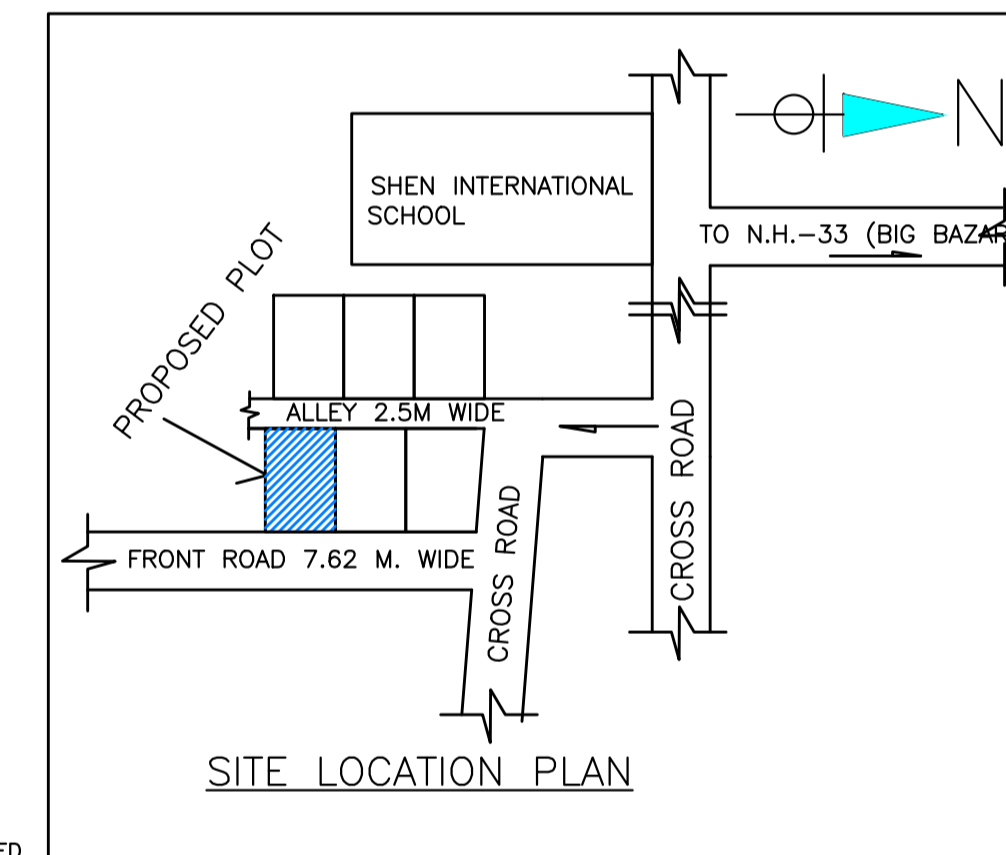 N
SHEN INTERNATIONAL
SCHOOL
TO N.H.-33 (BIG BAZAR
PROPOSED PLOT
ALLEY 2.5M WIDE
CROSS ROAD
CROSS ROAD
FRONT ROAD 7.62 M. WIDE
SITE LOCATION PLAN